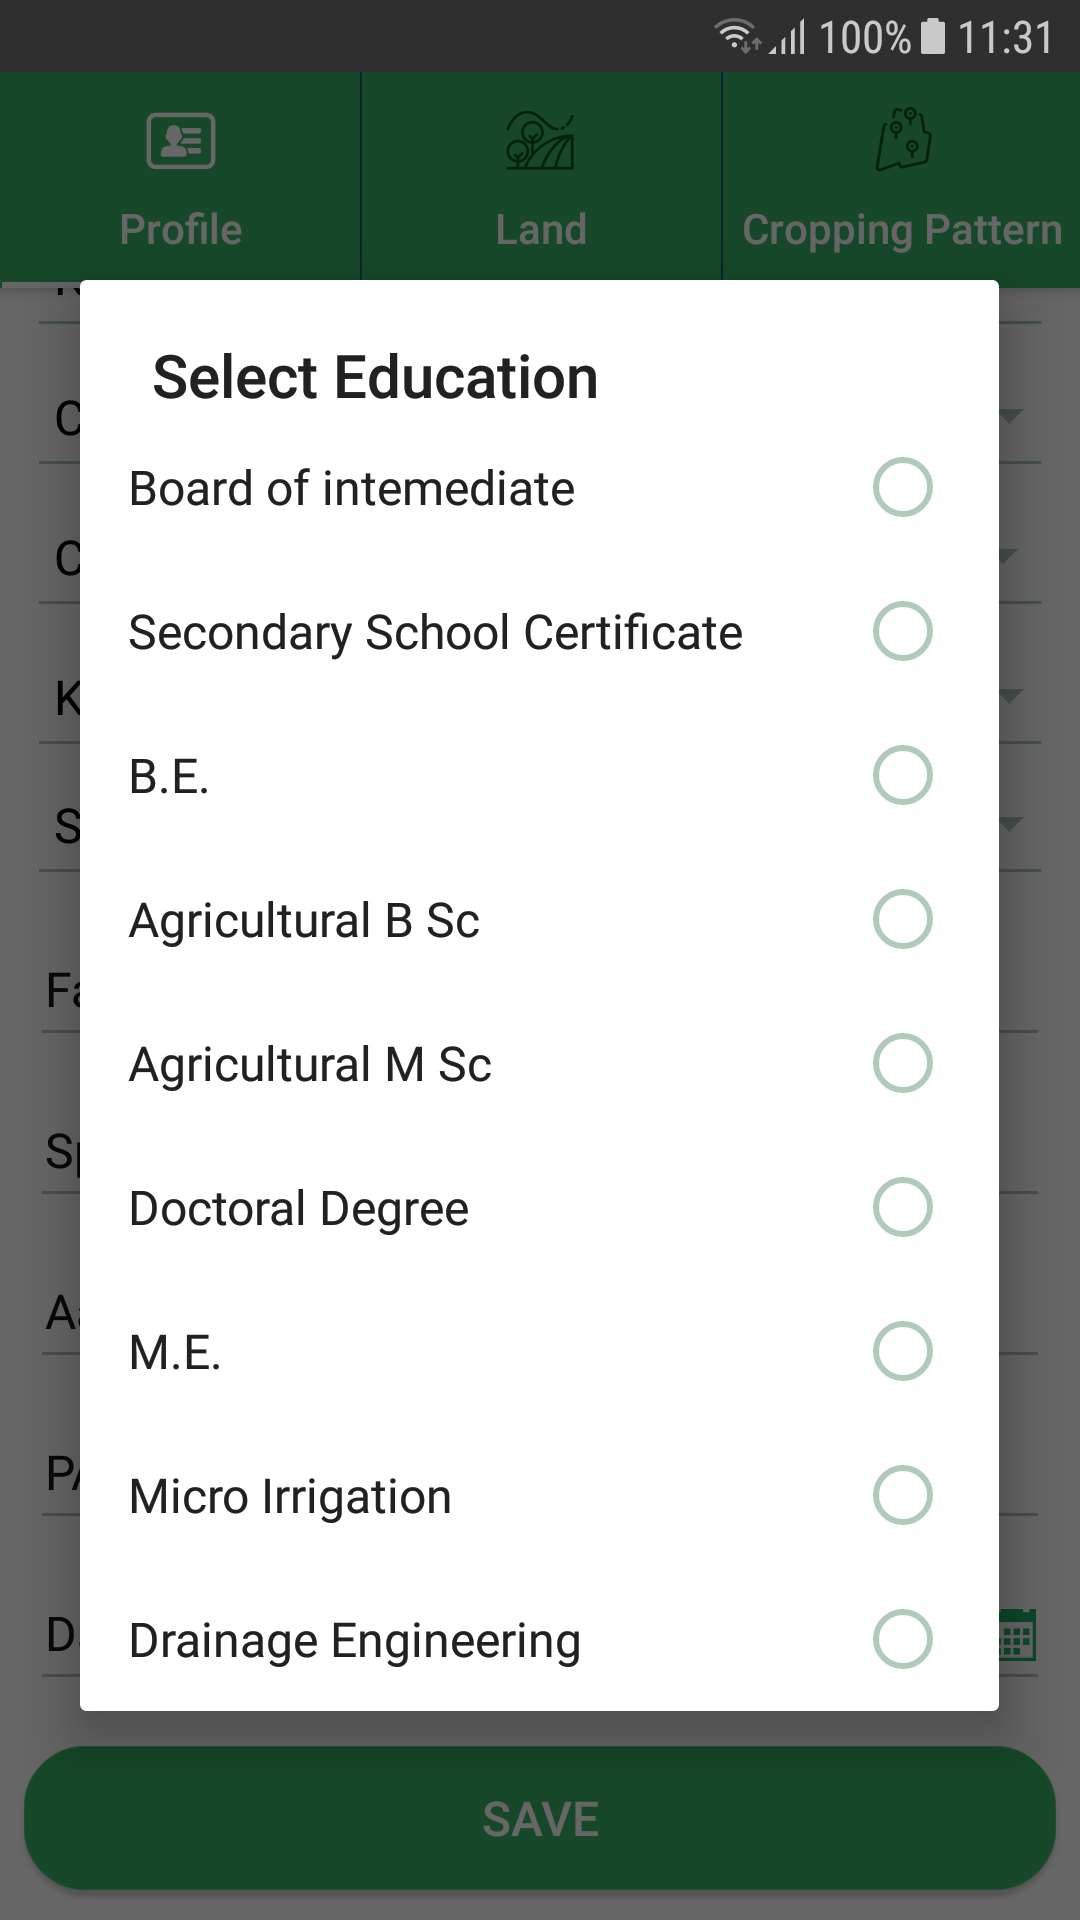 100% 11:31
Profile Land Cropping Pattern
Select Education
Board of intemediate
Secondary School Certificate
B.E.
Agricultural B Sc
Agricultural M Sc
Doctoral Degree
M.E.
Micro Irrigation
Drainage Engineering
SAVE